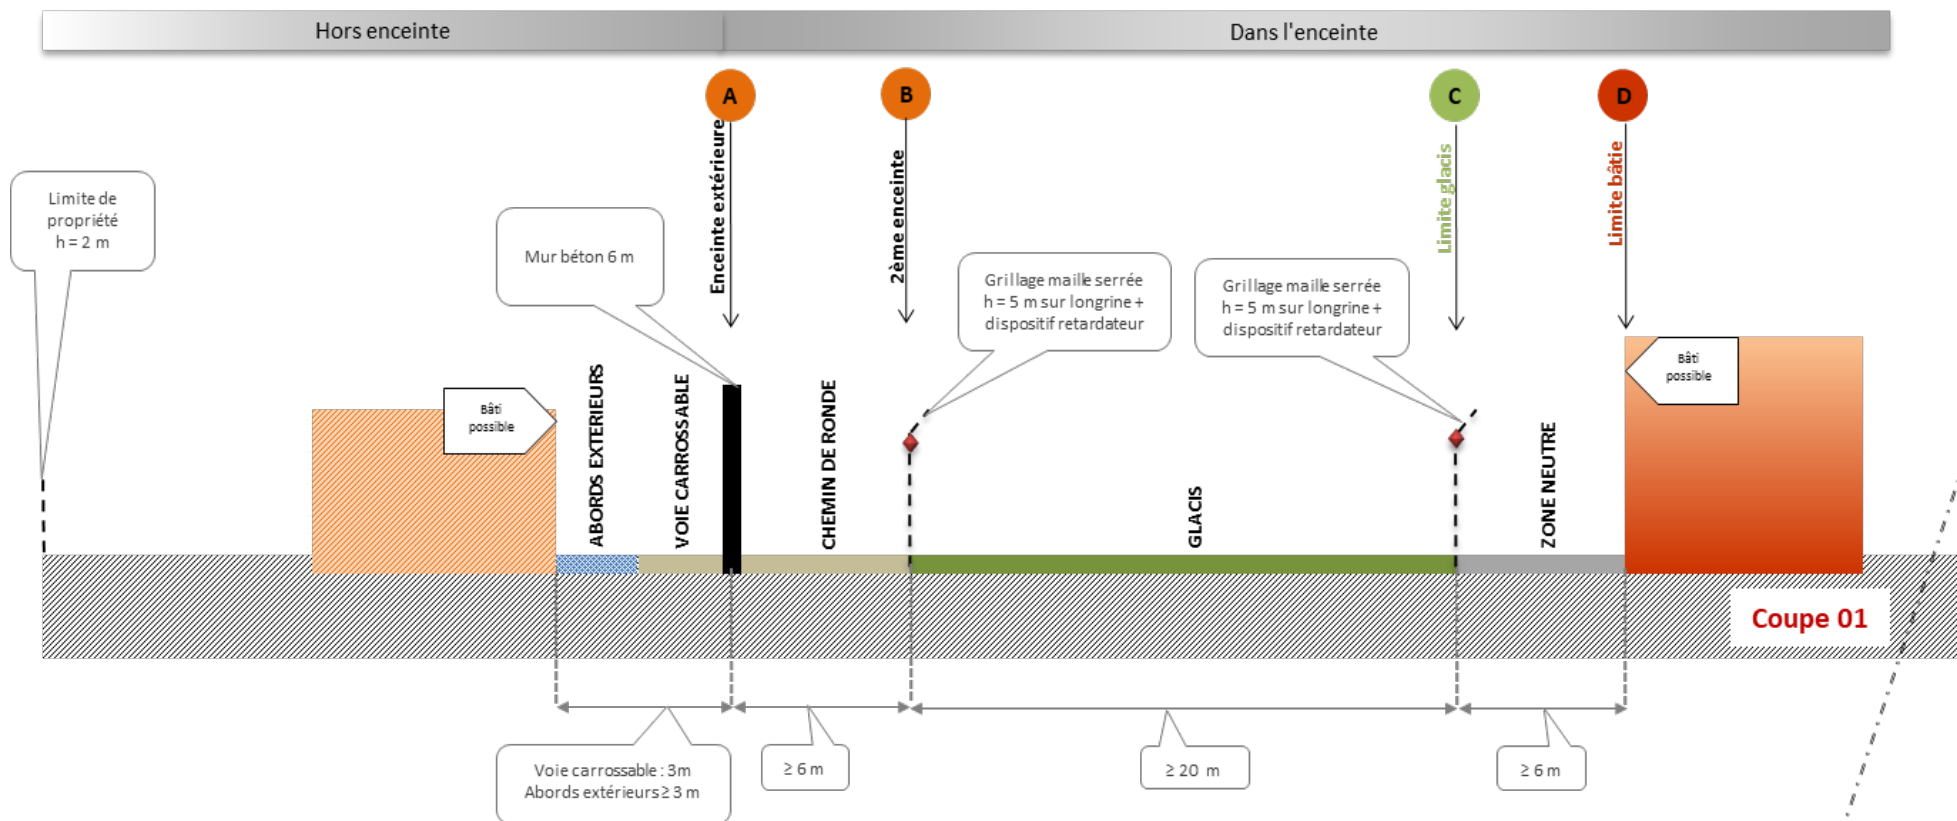 Hors enceinte
Dans l'enceinte
A
B
C
D
Enceinte extérieure
2ème enceinte
Limite glacis
Limite bâtie
Limite de
propriété
h = 2 m
Mur béton 6 m
Grillage maille serrée
h = 5 m sur longrine +
dispositif retardateur
Grillage maille serrée
h = 5 m sur longrine +
dispositif retardateur
Bâti
possible
Bâti
possible
ABORDS EXTERIEURS
VOIE CARROSSABLE
CHEMIN DE RONDE
GLACIS
ZONE NEUTRE
Coupe 01
Voie carrossable : 3m
Abords extérieurs ≥ 3 m
≥ 6 m
≥ 20 m
≥ 6 m